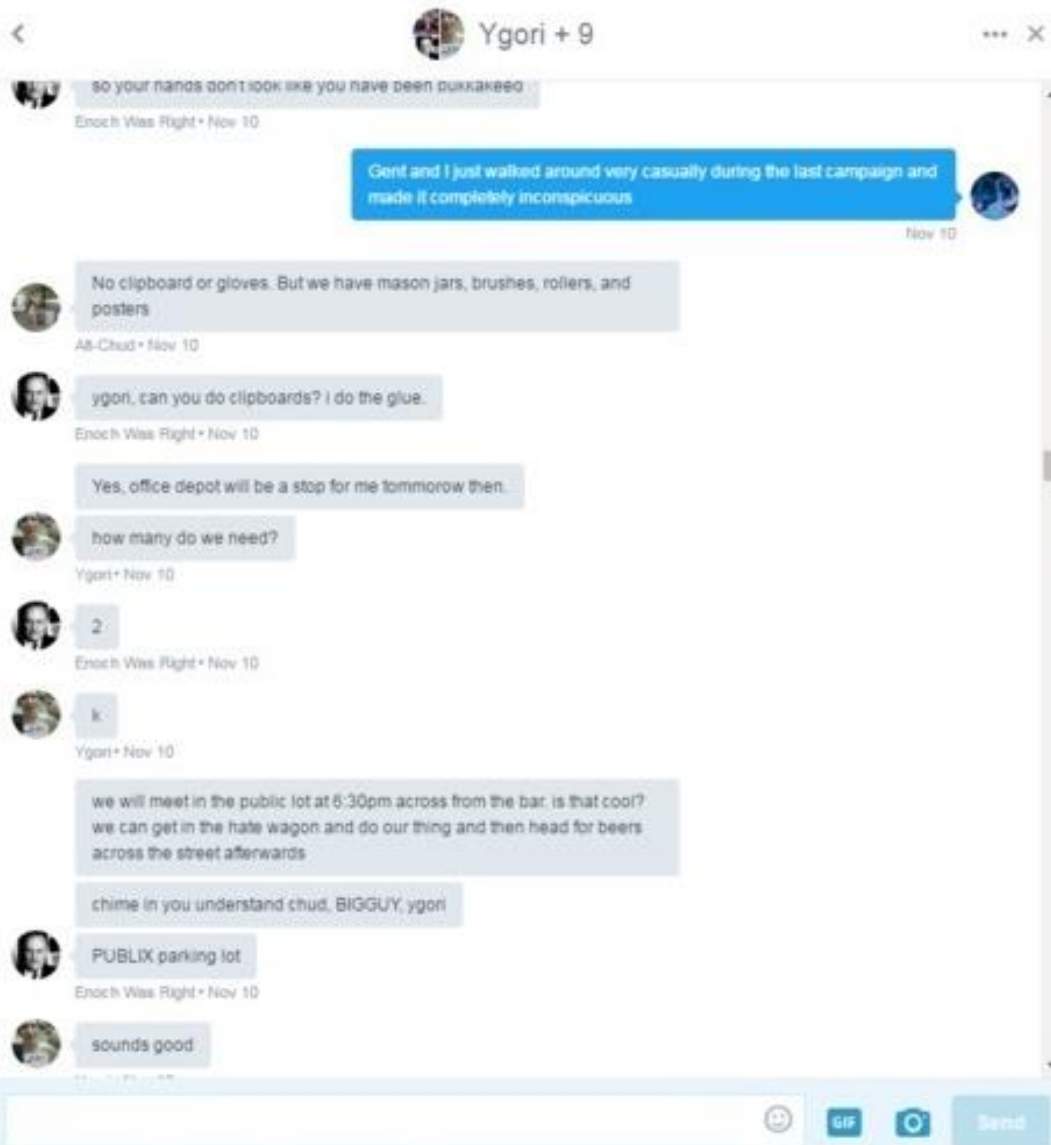 Ygori + 9
so your hands don't look like you have been bukkakeed
Enoch Was Right • Nov 10
Gent and I just walked around very casually during the last campaign and
made it completely inconspicuous
Nov 10
No clipboard or gloves. But we have mason jars, brushes, rollers, and
posters
Alt-Chud • Nov 10
ygori, can you do clipboards? i do the glue.
Enoch Was Right • Nov 10
Yes, office depot will be a stop for me tommorow then.
how many do we need?
Ygori • Nov 10
2
Enoch Was Right • Nov 10
k
Ygori • Nov 10
we will meet in the public lot at 6:30pm across from the bar. is that cool?
we can get in the hate wagon and do our thing and then head for beers
across the street afterwards
chime in you understand chud, BIGGUY, ygori
PUBLIX parking lot
Enoch Was Right • Nov 10
sounds good
GIF
Send